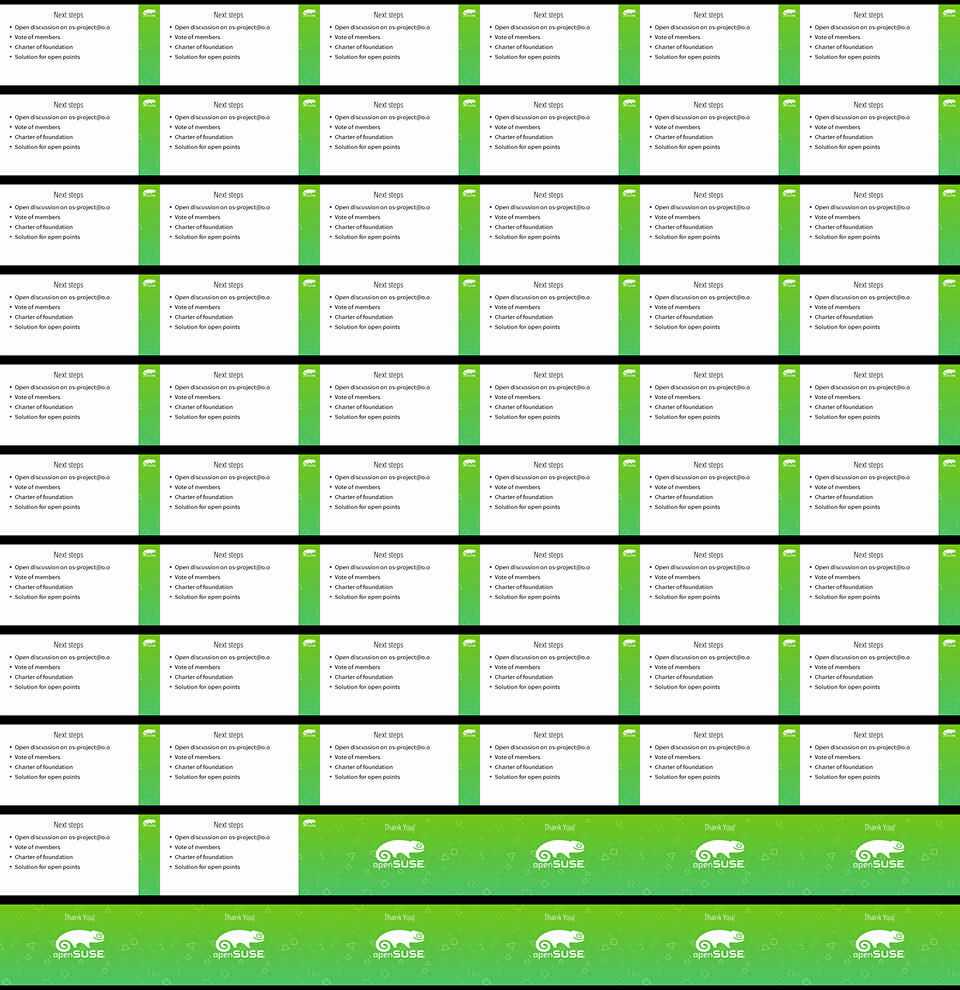 Next steps Next steps Next steps Next steps Next steps Next steps
• Open discussion on os-project@o.o • Open discussion on os-project@o.o • Open discussion on os-project@o.o • Open discussion on os-project@o.o • Open discussion on os-project@o.o • Open discussion on os-project@o.o
• Vote of members • Vote of members • Vote of members • Vote of members • Vote of members • Vote of members
• Charter of foundation • Charter of foundation • Charter of foundation • Charter of foundation • Charter of foundation • Charter of foundation
• Solution for open points • Solution for open points • Solution for open points • Solution for open points • Solution for open points • Solution for open points
Next steps Next steps Next steps Next steps Next steps Next steps
• Open discussion on os-project@o.o • Open discussion on os-project@o.o • Open discussion on os-project@o.o • Open discussion on os-project@o.o • Open discussion on os-project@o.o • Open discussion on os-project@o.o
• Vote of members • Vote of members • Vote of members • Vote of members • Vote of members • Vote of members
• Charter of foundation • Charter of foundation • Charter of foundation • Charter of foundation • Charter of foundation • Charter of foundation
• Solution for open points • Solution for open points • Solution for open points • Solution for open points • Solution for open points • Solution for open points
Next steps Next steps Next steps Next steps Next steps Next steps
• Open discussion on os-project@o.o • Open discussion on os-project@o.o • Open discussion on os-project@o.o • Open discussion on os-project@o.o • Open discussion on os-project@o.o • Open discussion on os-project@o.o
• Vote of members • Vote of members • Vote of members • Vote of members • Vote of members • Vote of members
• Charter of foundation • Charter of foundation • Charter of foundation • Charter of foundation • Charter of foundation • Charter of foundation
• Solution for open points • Solution for open points • Solution for open points • Solution for open points • Solution for open points • Solution for open points
Next steps Next steps Next steps Next steps Next steps Next steps
• Open discussion on os-project@o.o • Open discussion on os-project@o.o • Open discussion on os-project@o.o • Open discussion on os-project@o.o • Open discussion on os-project@o.o • Open discussion on os-project@o.o
• Vote of members • Vote of members • Vote of members • Vote of members • Vote of members • Vote of members
• Charter of foundation • Charter of foundation • Charter of foundation • Charter of foundation • Charter of foundation • Charter of foundation
• Solution for open points • Solution for open points • Solution for open points • Solution for open points • Solution for open points • Solution for open points
Next steps Next steps Next steps Next steps Next steps Next steps
• Open discussion on os-project@o.o • Open discussion on os-project@o.o • Open discussion on os-project@o.o • Open discussion on os-project@o.o • Open discussion on os-project@o.o • Open discussion on os-project@o.o
• Vote of members • Vote of members • Vote of members • Vote of members • Vote of members • Vote of members
• Charter of foundation • Charter of foundation • Charter of foundation • Charter of foundation • Charter of foundation • Charter of foundation
• Solution for open points • Solution for open points • Solution for open points • Solution for open points • Solution for open points • Solution for open points
Next steps Next steps Next steps Next steps Next steps Next steps
• Open discussion on os-project@o.o • Open discussion on os-project@o.o • Open discussion on os-project@o.o • Open discussion on os-project@o.o • Open discussion on os-project@o.o • Open discussion on os-project@o.o
• Vote of members • Vote of members • Vote of members • Vote of members • Vote of members • Vote of members
• Charter of foundation • Charter of foundation • Charter of foundation • Charter of foundation • Charter of foundation • Charter of foundation
• Solution for open points • Solution for open points • Solution for open points • Solution for open points • Solution for open points • Solution for open points
Next steps Next steps Next steps Next steps Next steps Next steps
• Open discussion on os-project@o.o • Open discussion on os-project@o.o • Open discussion on os-project@o.o • Open discussion on os-project@o.o • Open discussion on os-project@o.o • Open discussion on os-project@o.o
• Vote of members • Vote of members • Vote of members • Vote of members • Vote of members • Vote of members
• Charter of foundation • Charter of foundation • Charter of foundation • Charter of foundation • Charter of foundation • Charter of foundation
• Solution for open points • Solution for open points • Solution for open points • Solution for open points • Solution for open points • Solution for open points
Next steps Next steps Next steps Next steps Next steps Next steps
• Open discussion on os-project@o.o • Open discussion on os-project@o.o • Open discussion on os-project@o.o • Open discussion on os-project@o.o • Open discussion on os-project@o.o • Open discussion on os-project@o.o
• Vote of members • Vote of members • Vote of members • Vote of members • Vote of members • Vote of members
• Charter of foundation • Charter of foundation • Charter of foundation • Charter of foundation • Charter of foundation • Charter of foundation
• Solution for open points • Solution for open points • Solution for open points • Solution for open points • Solution for open points • Solution for open points
Next steps Next steps Next steps Next steps Next steps Next steps
• Open discussion on os-project@o.o • Open discussion on os-project@o.o • Open discussion on os-project@o.o • Open discussion on os-project@o.o • Open discussion on os-project@o.o • Open discussion on os-project@o.o
• Vote of members • Vote of members • Vote of members • Vote of members • Vote of members • Vote of members
• Charter of foundation • Charter of foundation • Charter of foundation • Charter of foundation • Charter of foundation • Charter of foundation
• Solution for open points • Solution for open points • Solution for open points • Solution for open points • Solution for open points • Solution for open points
Next steps Next steps Thank You! Thank You! Thank You! Thank You!
• Open discussion on os-project@o.o • Open discussion on os-project@o.o
• Vote of members • Vote of members
• Charter of foundation • Charter of foundation
• Solution for open points • Solution for open points openSUSE openSUSE openSUSE openSUSE
Thank You! Thank You! Thank You! Thank You! Thank You! Thank You!
openSUSE openSUSE openSUSE openSUSE openSUSE openSUSE